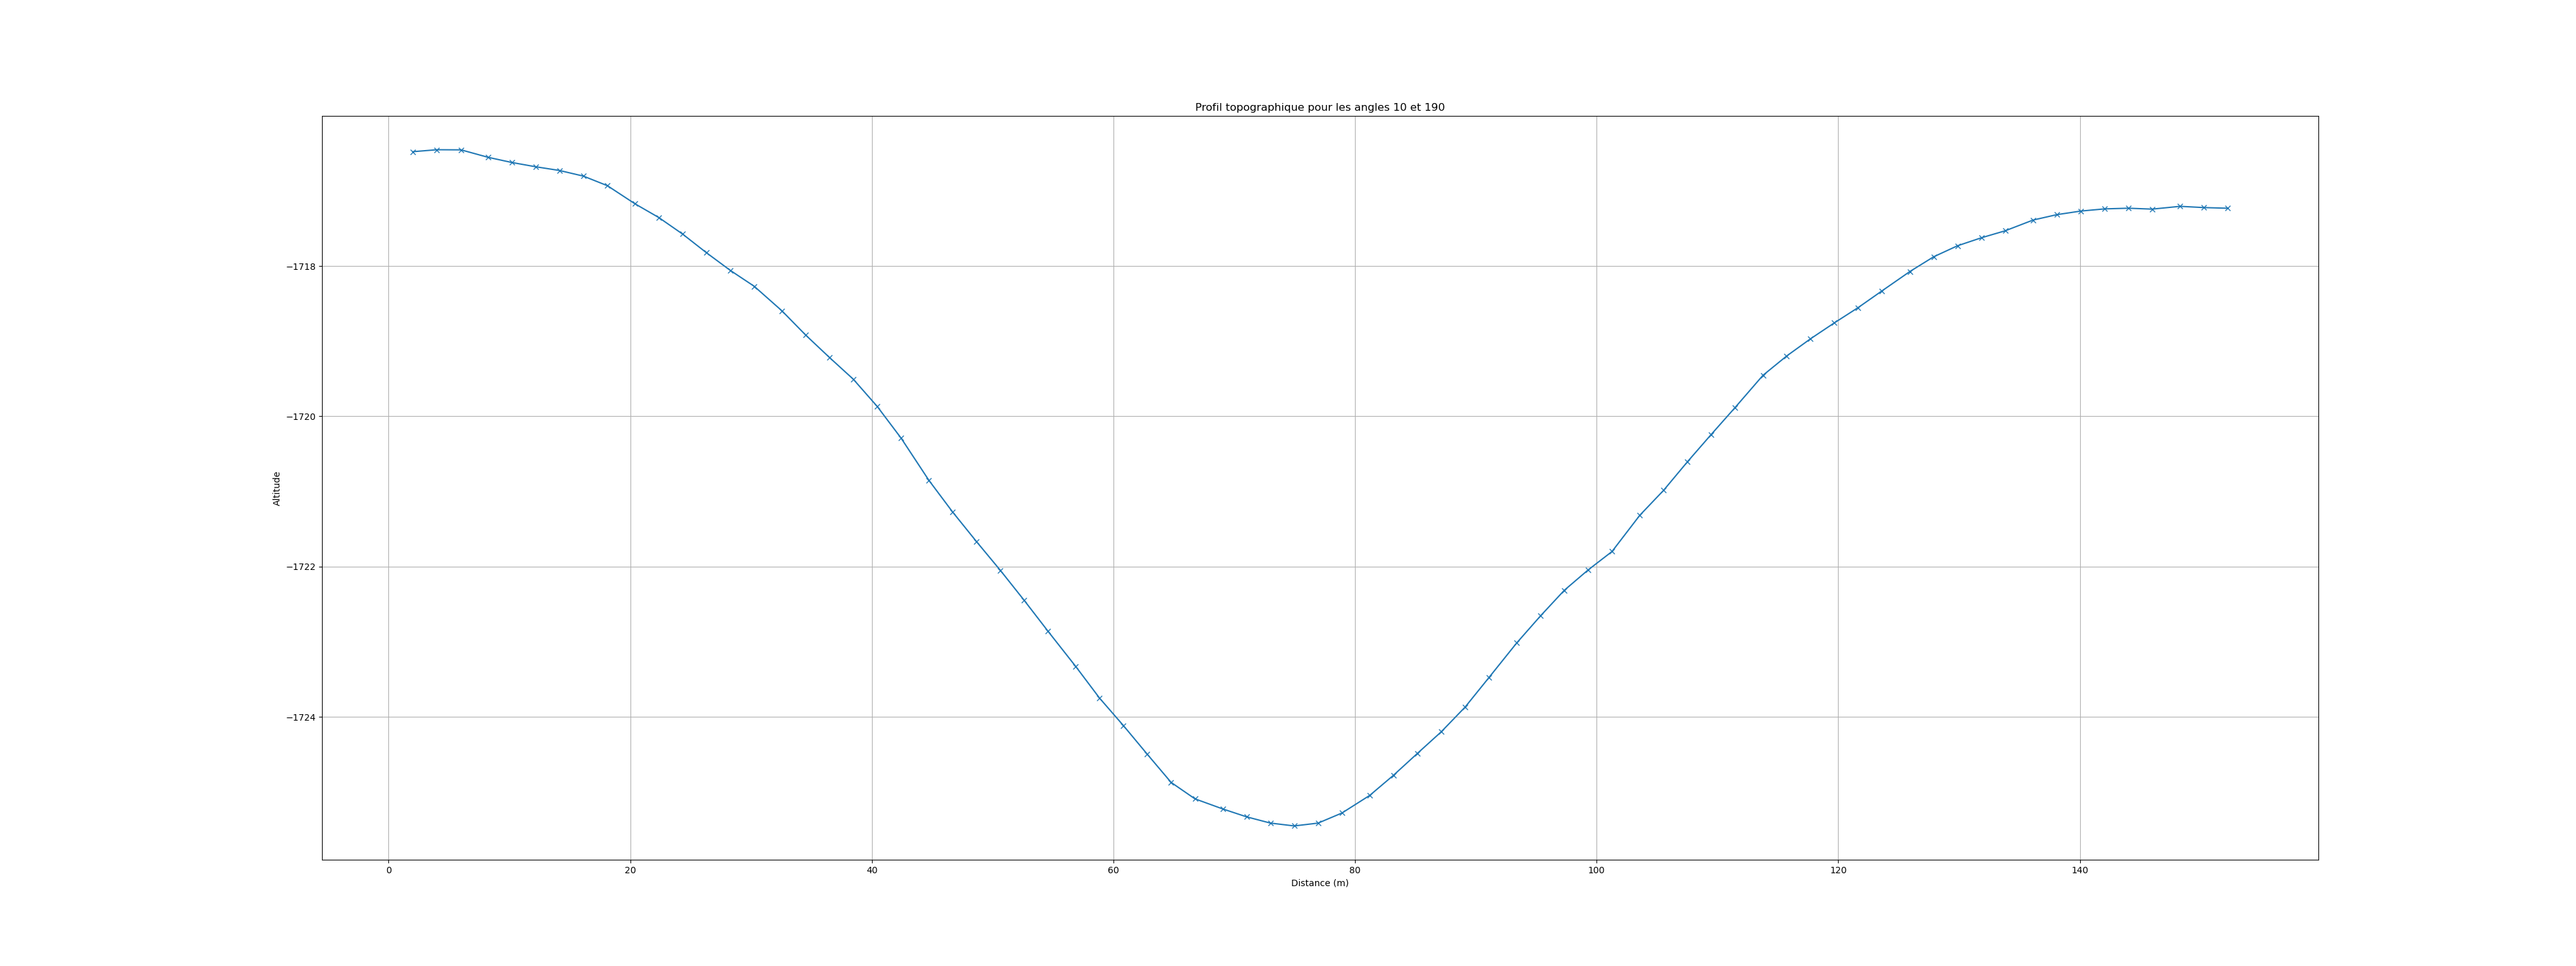 Profil topographique pour les angles 10 et 190
−1718
−1720
−1722
−1724
Altitude
0 20 40 60 80 100 120 140
Distance (m)